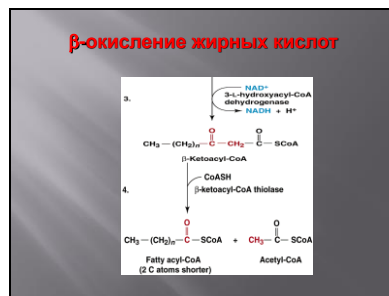 β-окисление жирных кислот
3.
NAD⁺
3-L-hydroxyacyl-CoA
dehydrogenase
NADH + H⁺
O O
CH₃—(CH₂)ₙ—C—CH₂—C—SCoA
β-Ketoacyl-CoA
4.
CoASH
β-ketoacyl-CoA thiolase
O O
CH₃—(CH₂)ₙ—C—SCoA + CH₃—C—SCoA
Fatty acyl-CoA Acetyl-CoA
(2 C atoms shorter)